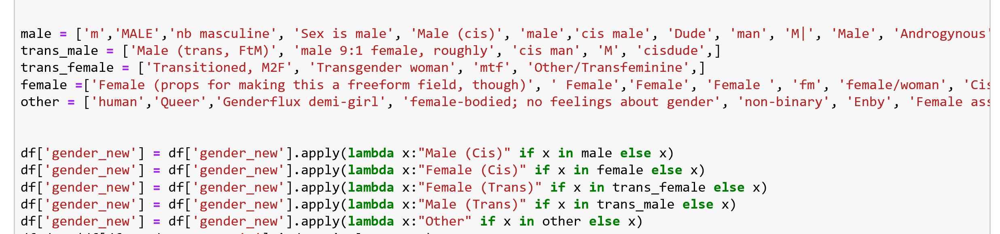 male = ['m','MALE','nb masculine', 'Sex is male', 'Male (cis)', 'male','cis male', 'Dude', 'man', 'M|', 'Male', 'Androgynous'
trans_male = ['Male (trans, FtM)', 'male 9:1 female, roughly', 'cis man', 'M', 'cisdude',]
trans_female = ['Transitioned, M2F', 'Transgender woman', 'mtf', 'Other/Transfeminine',]
female =['Female (props for making this a freeform field, though)', ' Female','Female', 'Female ', 'fm', 'female/woman', 'Cis
other = ['human','Queer','Genderflux demi-girl', 'female-bodied; no feelings about gender', 'non-binary', 'Enby', 'Female ass
df['gender_new'] = df['gender_new'].apply(lambda x:"Male (Cis)" if x in male else x)
df['gender_new'] = df['gender_new'].apply(lambda x:"Female (Cis)" if x in female else x)
df['gender_new'] = df['gender_new'].apply(lambda x:"Female (Trans)" if x in trans_female else x)
df['gender_new'] = df['gender_new'].apply(lambda x:"Male (Trans)" if x in trans_male else x)
df['gender_new'] = df['gender_new'].apply(lambda x:"Other" if x in other else x)